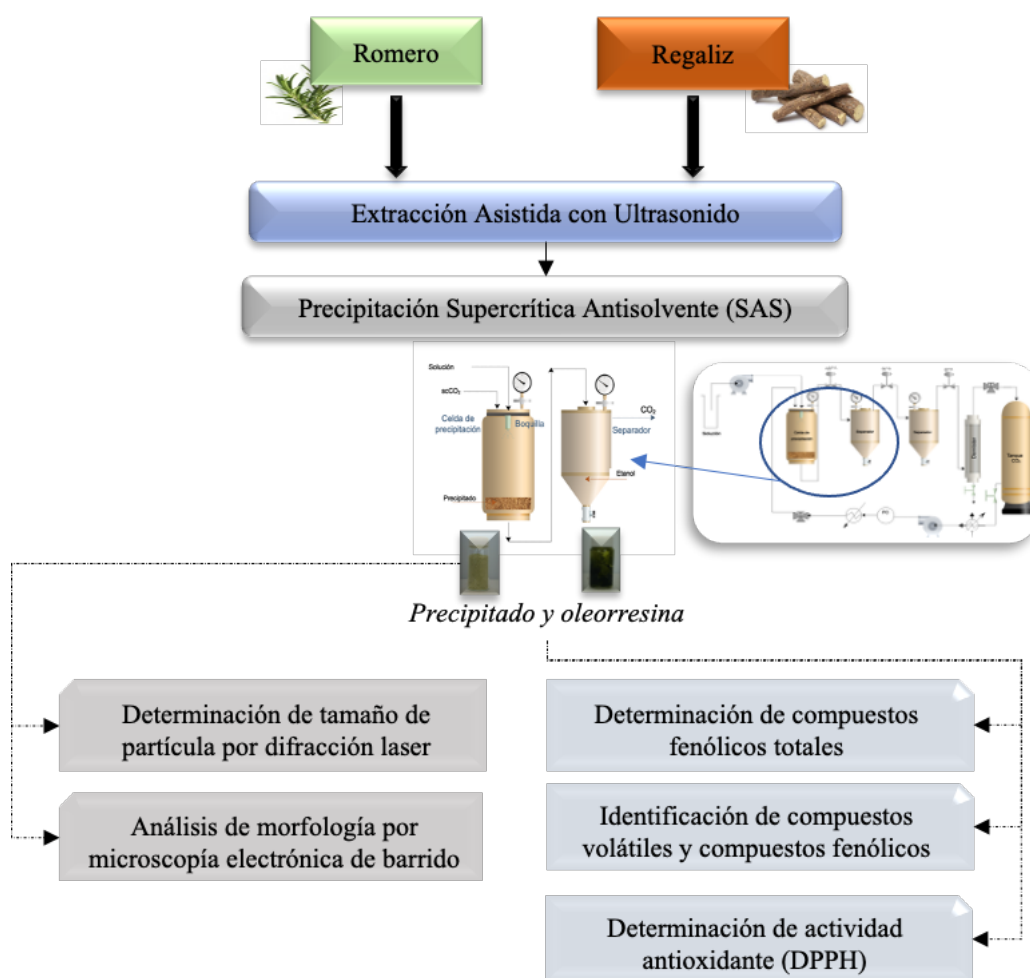 Romero
Regaliz
Extracción Asistida con Ultrasonido
Precipitación Supercrítica Antisolvente (SAS)
Solución
scCO₂
Celda de
precipitación
Boquilla
CO₂
Separador
Etanol
Precipitado
Solución
Precipitado y oleorresina
Determinación de tamaño de
partícula por difracción laser
Análisis de morfología por
microscopía electrónica de barrido
Determinación de compuestos
fenólicos totales
Identificación de compuestos
volátiles y compuestos fenólicos
Determinación de actividad
antioxidante (DPPH)